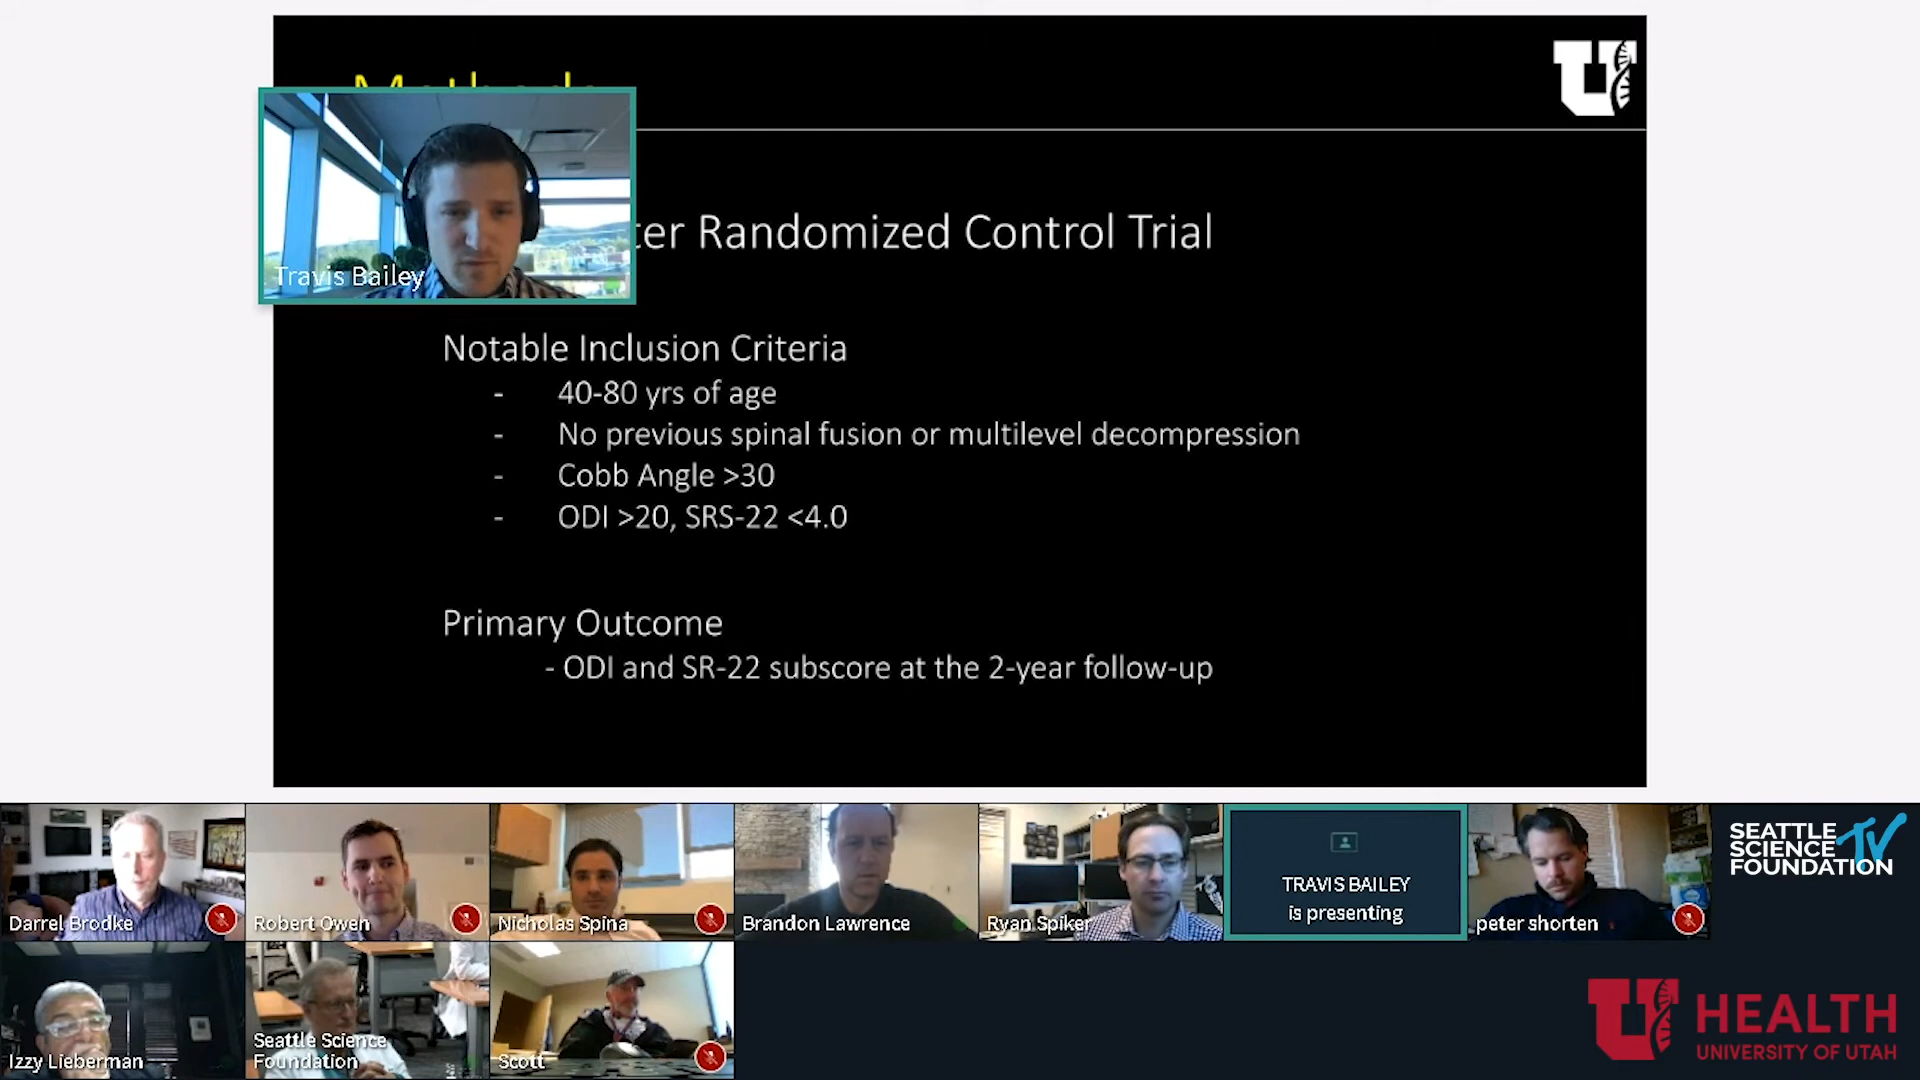 Methods
Travis Bailey
ter Randomized Control Trial
Notable Inclusion Criteria
- 40-80 yrs of age
- No previous spinal fusion or multilevel decompression
- Cobb Angle >30
- ODI >20, SRS-22 <4.0
Primary Outcome
- ODI and SR-22 subscore at the 2-year follow-up
Darrel Brodke
Robert Owen
Nicholas Spina
Brandon Lawrence
Ryan Spiker
TRAVIS BAILEY
is presenting
peter shorten
SEATTLE
SCIENCE TV
FOUNDATION
Izzy Lieberman
Seattle Science
Foundation
Scott
U HEALTH
UNIVERSITY OF UTAH